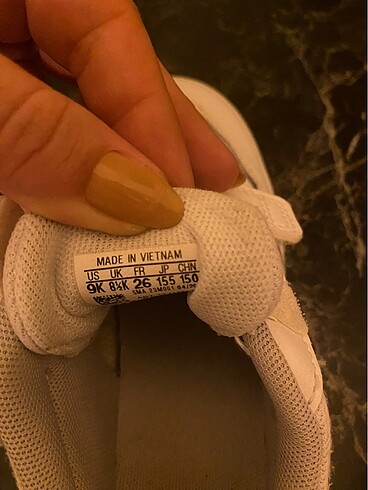 MADE IN VIETNAM
US UK FR JP CHN
9K 8½K 26 155 150